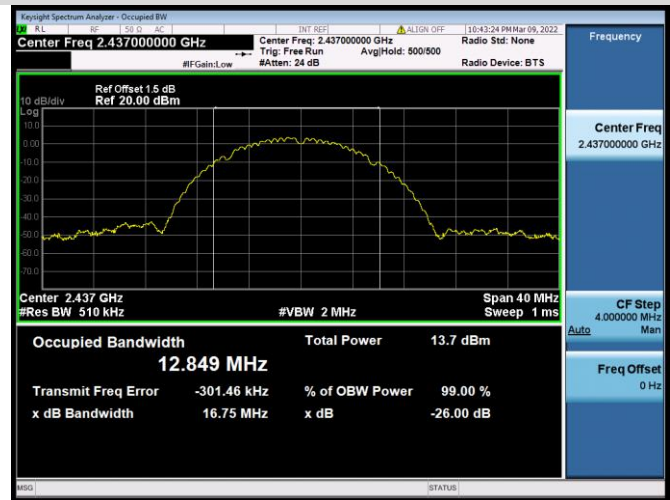 Keysight Spectrum Analyzer - Occupied BW
RL RF 50 Ω AC INT REF ALIGN OFF 10:43:24 PM Mar 09, 2022
Center Freq 2.437000000 GHz
Center Freq: 2.437000000 GHz Radio Std: None
Trig: Free Run Avg|Hold: 500/500
#IFGain:Low #Atten: 24 dB Radio Device: BTS
Frequency
Ref Offset 1.5 dB
10 dB/div Ref 20.00 dBm
Log
10.0
0.00
-10.0
-20.0
-30.0
-40.0
-50.0
-60.0
-70.0
Center 2.437 GHz Span 40 MHz
#Res BW 510 kHz #VBW 2 MHz Sweep 1 ms
Occupied Bandwidth Total Power 13.7 dBm
12.849 MHz
Transmit Freq Error -301.46 kHz % of OBW Power 99.00 %
x dB Bandwidth 16.75 MHz x dB -26.00 dB
Center Freq
2.437000000 GHz
CF Step
4.000000 MHz
Auto Man
Freq Offset
0 Hz
MSG STATUS